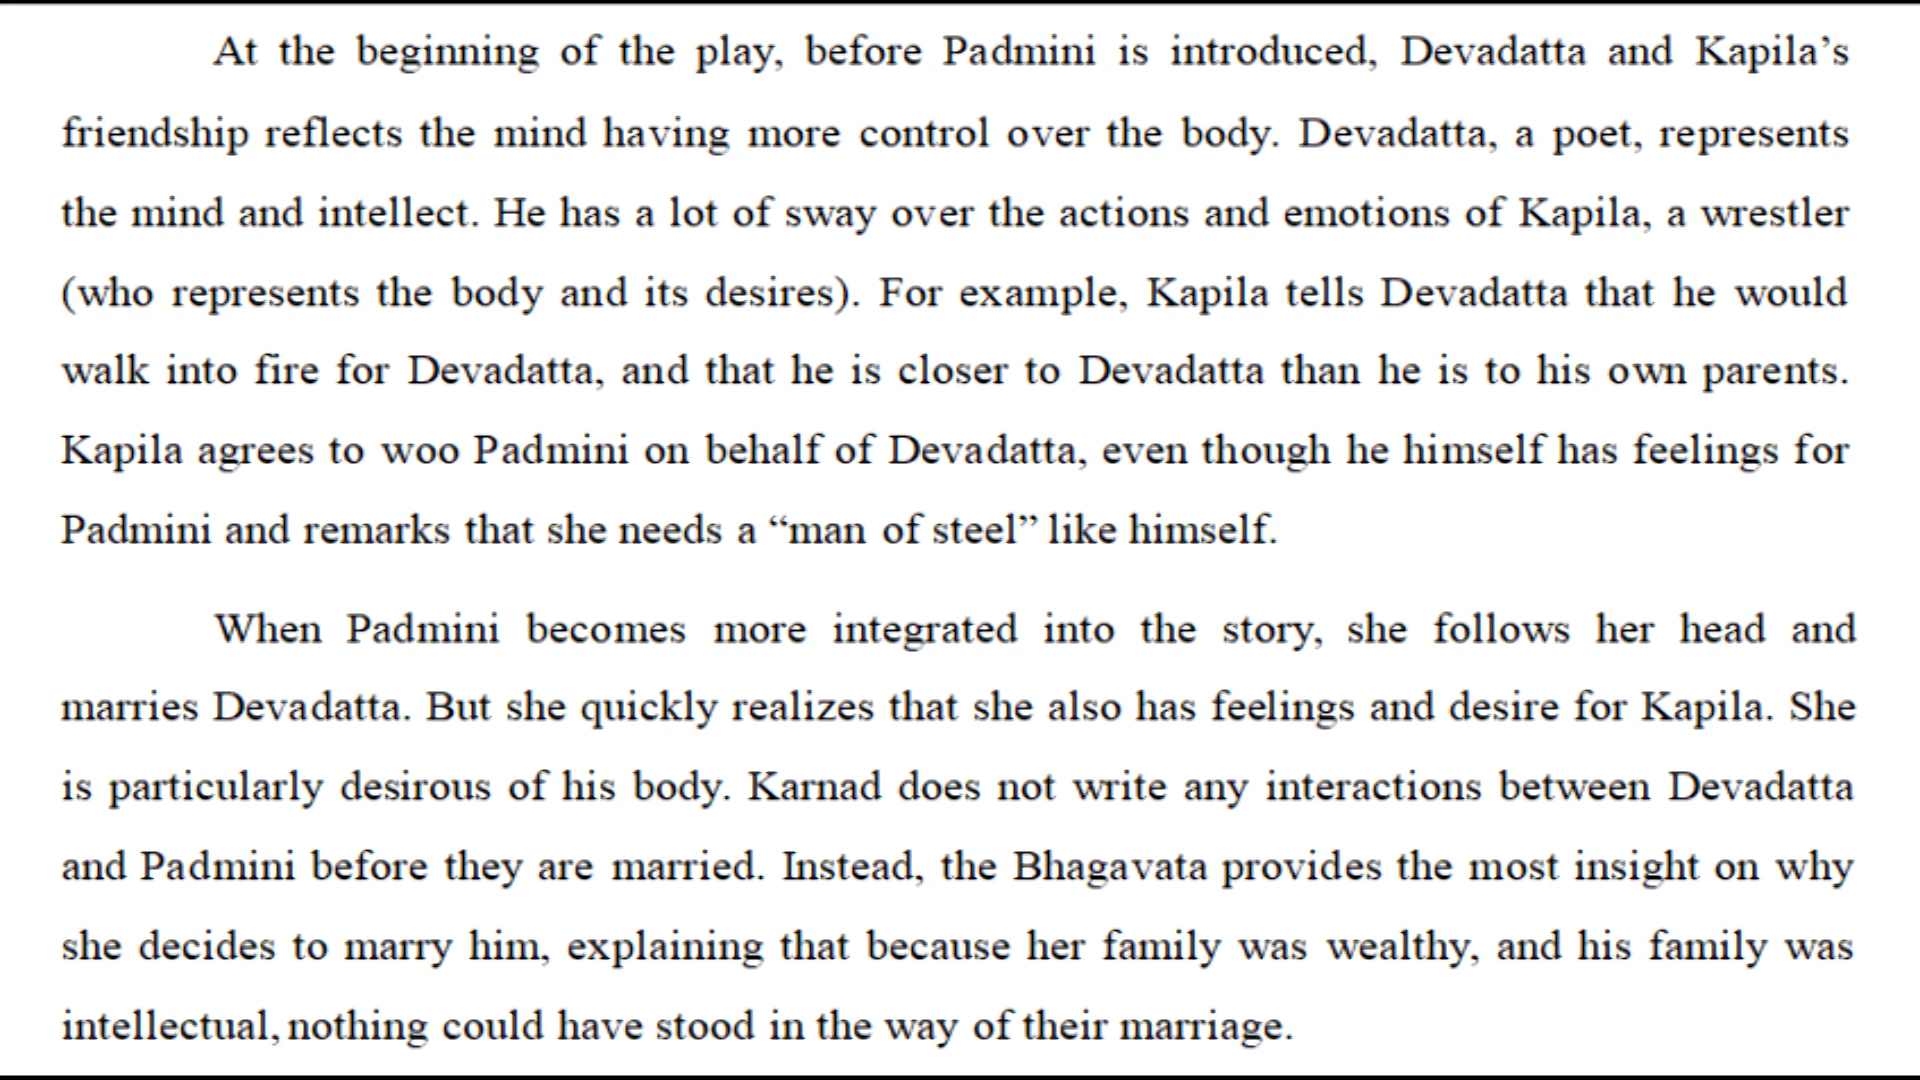 At the beginning of the play, before Padmini is introduced, Devadatta and Kapila’s
friendship reflects the mind having more control over the body. Devadatta, a poet, represents
the mind and intellect. He has a lot of sway over the actions and emotions of Kapila, a wrestler
(who represents the body and its desires). For example, Kapila tells Devadatta that he would
walk into fire for Devadatta, and that he is closer to Devadatta than he is to his own parents.
Kapila agrees to woo Padmini on behalf of Devadatta, even though he himself has feelings for
Padmini and remarks that she needs a “man of steel” like himself.
When Padmini becomes more integrated into the story, she follows her head and
marries Devadatta. But she quickly realizes that she also has feelings and desire for Kapila. She
is particularly desirous of his body. Karnad does not write any interactions between Devadatta
and Padmini before they are married. Instead, the Bhagavata provides the most insight on why
she decides to marry him, explaining that because her family was wealthy, and his family was
intellectual, nothing could have stood in the way of their marriage.